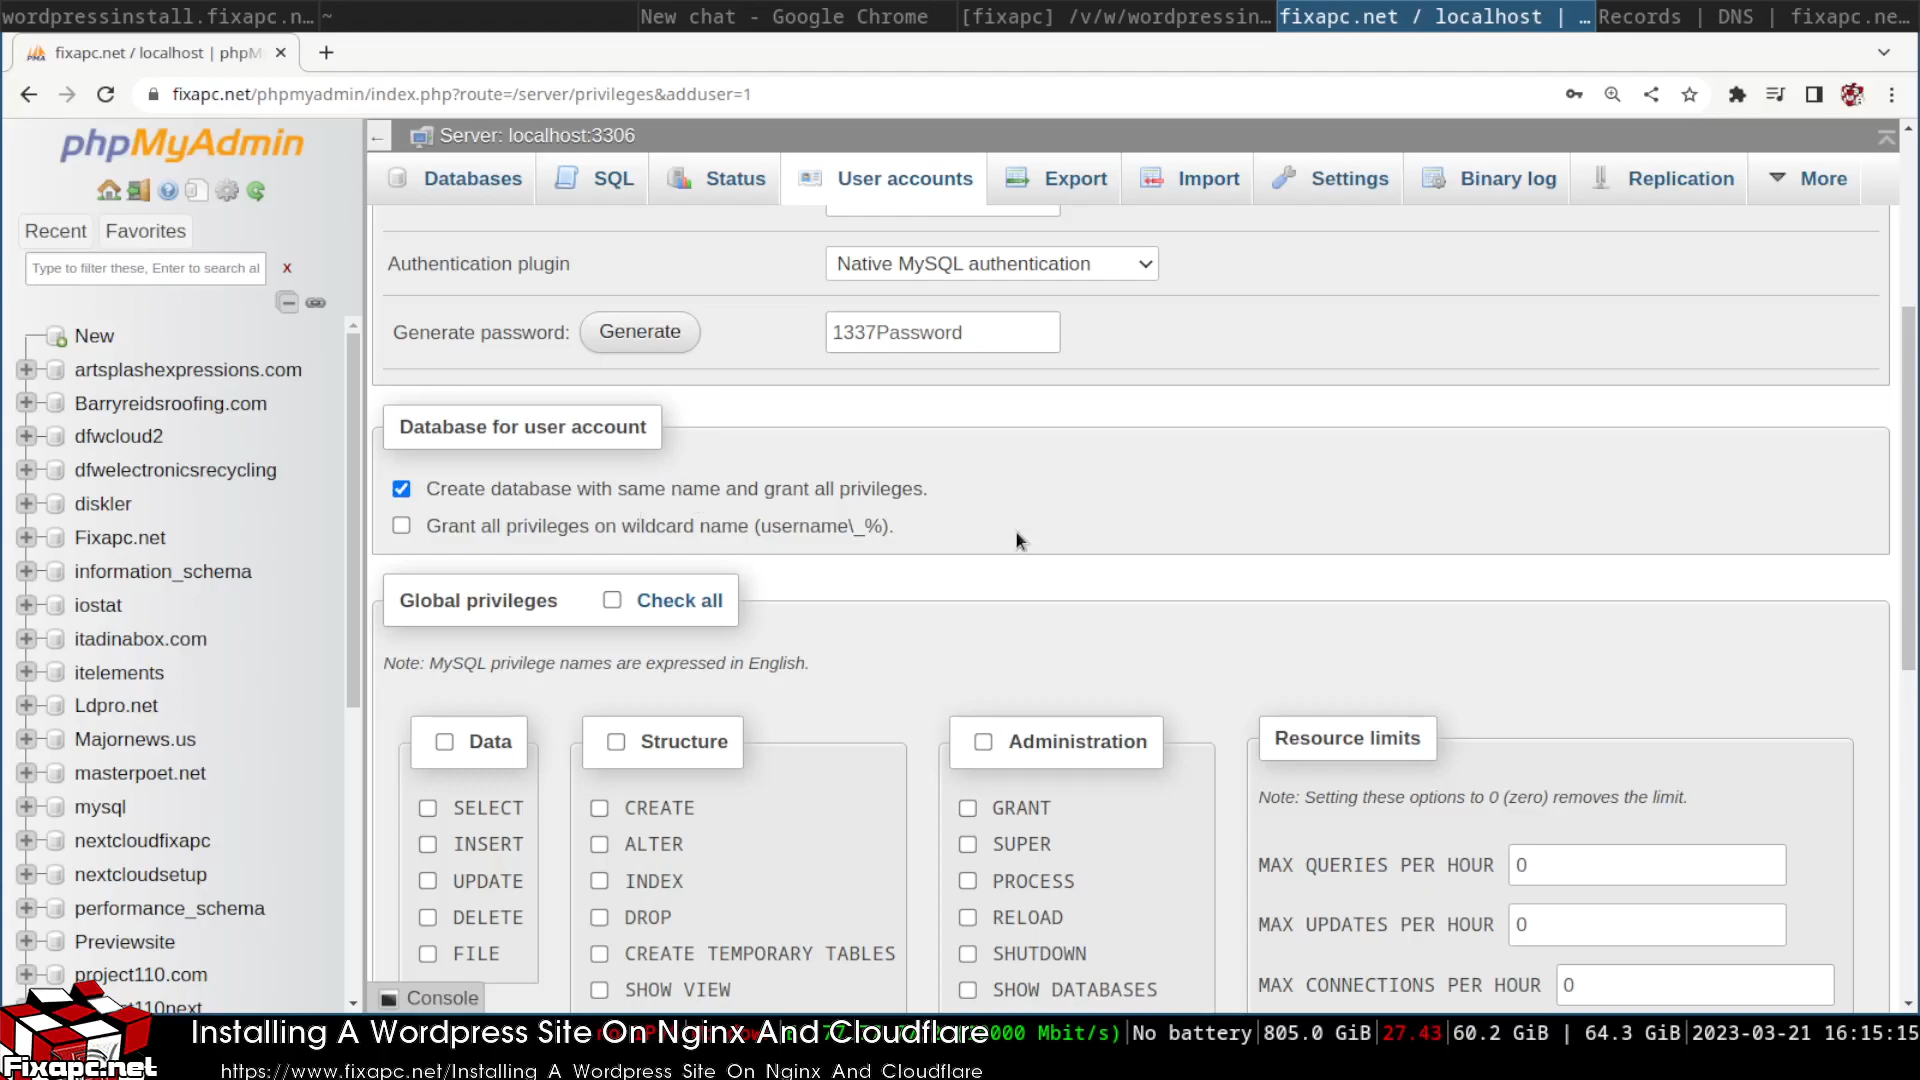 wordpressinstall.fixapc.n… ~ New chat - Google Chrome [fixapc] /v/w/wordpressin… fixapc.net / localhost | … Records | DNS | fixapc.ne…
fixapc.net / localhost | phpM
fixapc.net/phpmyadmin/index.php?route=/server/privileges&adduser=1
phpMyAdmin
Recent Favorites
Type to filter these, Enter to search al X
New
artsplashexpressions.com
Barryreidsroofing.com
dfwcloud2
dfwelectronicsrecycling
diskler
Fixapc.net
information_schema
iostat
itadinabox.com
itelements
Ldpro.net
Majornews.us
masterpoet.net
mysql
nextcloudfixapc
nextcloudsetup
performance_schema
Previewsite
project110.com
Server: localhost:3306
Databases SQL Status User accounts Export Import Settings Binary log Replication More
Authentication plugin Native MySQL authentication
Generate password: Generate 1337Password
Database for user account
Create database with same name and grant all privileges.
Grant all privileges on wildcard name (username\_%).
Global privileges Check all
Note: MySQL privilege names are expressed in English.
Data
SELECT
INSERT
UPDATE
DELETE
FILE
Structure
CREATE
ALTER
INDEX
DROP
CREATE TEMPORARY TABLES
SHOW VIEW
Administration
GRANT
SUPER
PROCESS
RELOAD
SHUTDOWN
SHOW DATABASES
Resource limits
Note: Setting these options to 0 (zero) removes the limit.
MAX QUERIES PER HOUR 0
MAX UPDATES PER HOUR 0
MAX CONNECTIONS PER HOUR 0
Console
Installing A Wordpress Site On Nginx And Cloudflare 000 Mbit/s)|No battery|805.0 GiB|27.43|60.2 GiB | 64.3 GiB|2023-03-21 16:15:15
Fixapc.net https://www.fixapc.net/Installing A Wordpress Site On Nginx And Cloudflare